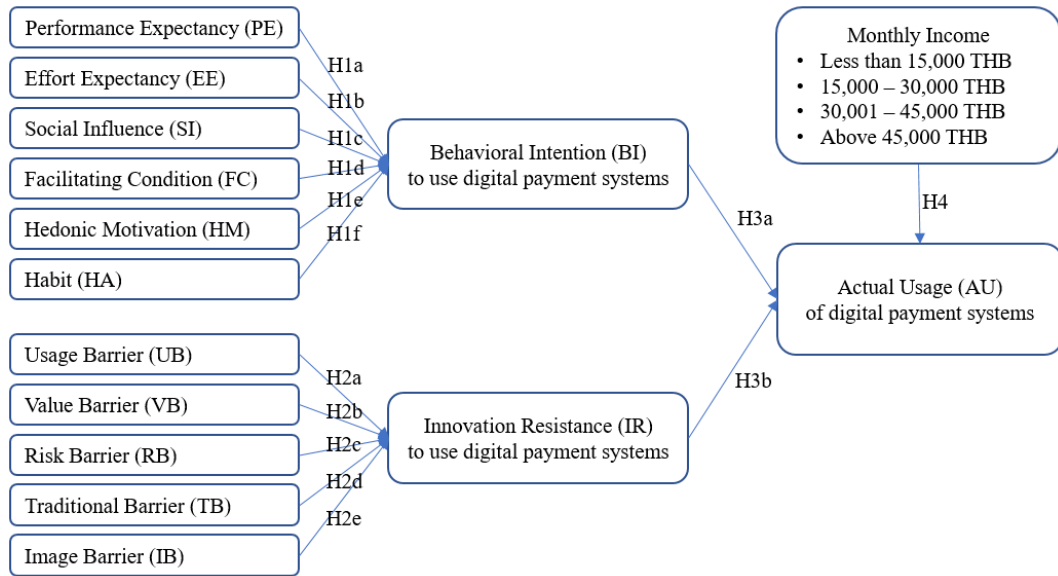 Performance Expectancy (PE)
Effort Expectancy (EE)
Social Influence (SI)
Facilitating Condition (FC)
Hedonic Motivation (HM)
Habit (HA)
H1a
H1b
H1c
H1d
H1e
H1f
Behavioral Intention (BI)
to use digital payment systems
Usage Barrier (UB)
Value Barrier (VB)
Risk Barrier (RB)
Traditional Barrier (TB)
Image Barrier (IB)
H2a
H2b
H2c
H2d
H2e
Innovation Resistance (IR)
to use digital payment systems
H3a
H3b
Monthly Income
• Less than 15,000 THB
• 15,000 – 30,000 THB
• 30,001 – 45,000 THB
• Above 45,000 THB
H4
Actual Usage (AU)
of digital payment systems